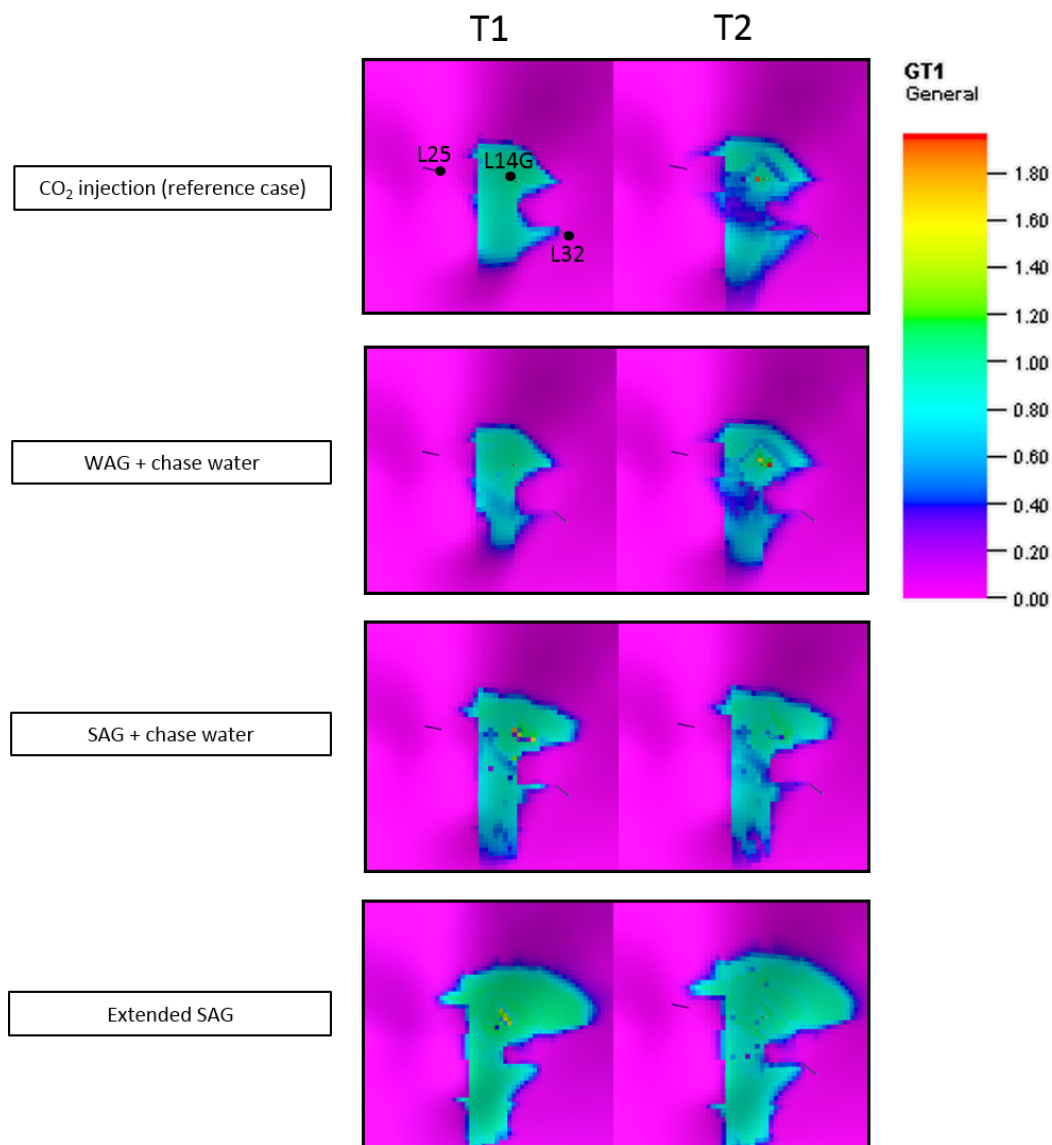 T1 T2
GT1
General
L25 L14G
L32
CO₂ injection (reference case)
1.80
1.60
1.40
1.20
1.00
0.80
0.60
0.40
0.20
0.00
WAG + chase water
SAG + chase water
Extended SAG